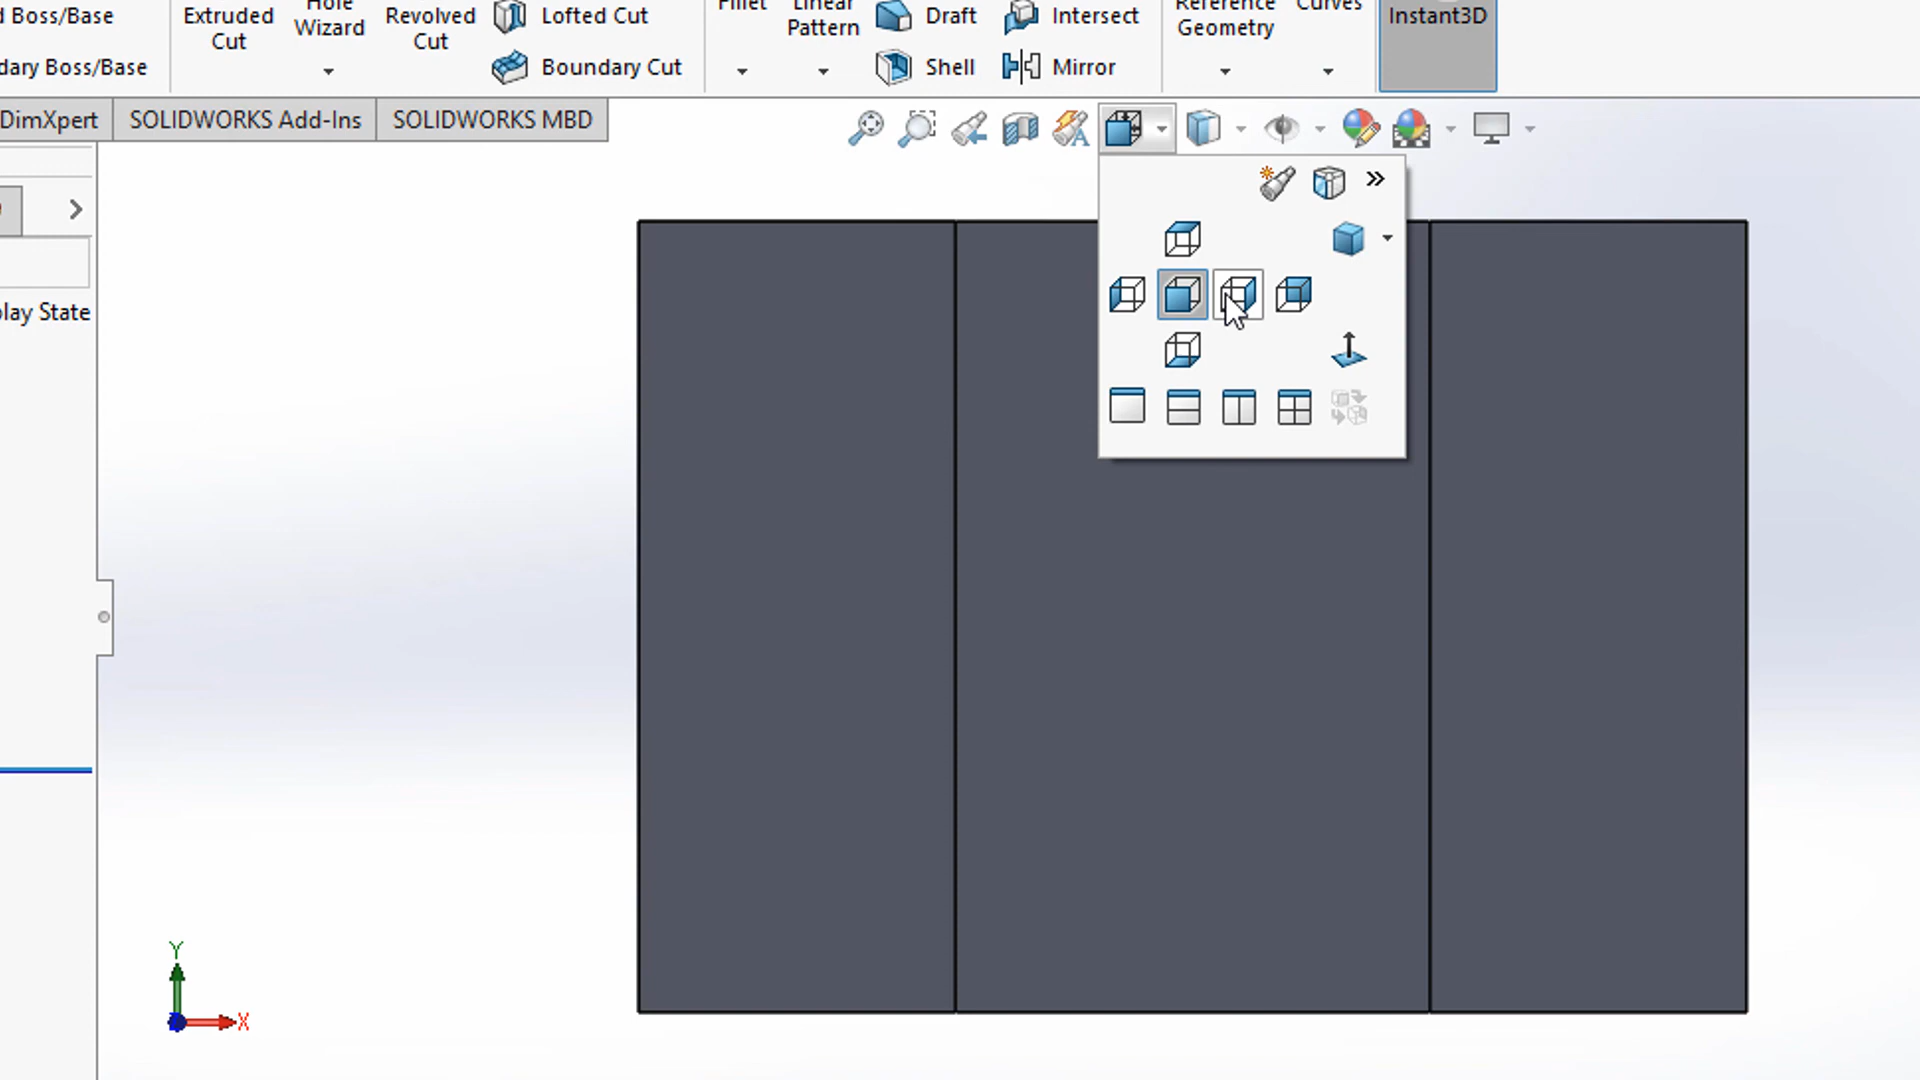 Boss/Base
Extruded
Cut
Hole
Wizard
Revolved
Cut
Lofted Cut
Boundary Cut
dary Boss/Base
Fillet
Linear
Pattern
Draft
Shell
Intersect
Mirror
Reference
Geometry
Curves
Instant3D
DimXpert
SOLIDWORKS Add-Ins
SOLIDWORKS MBD
play State
Y
X